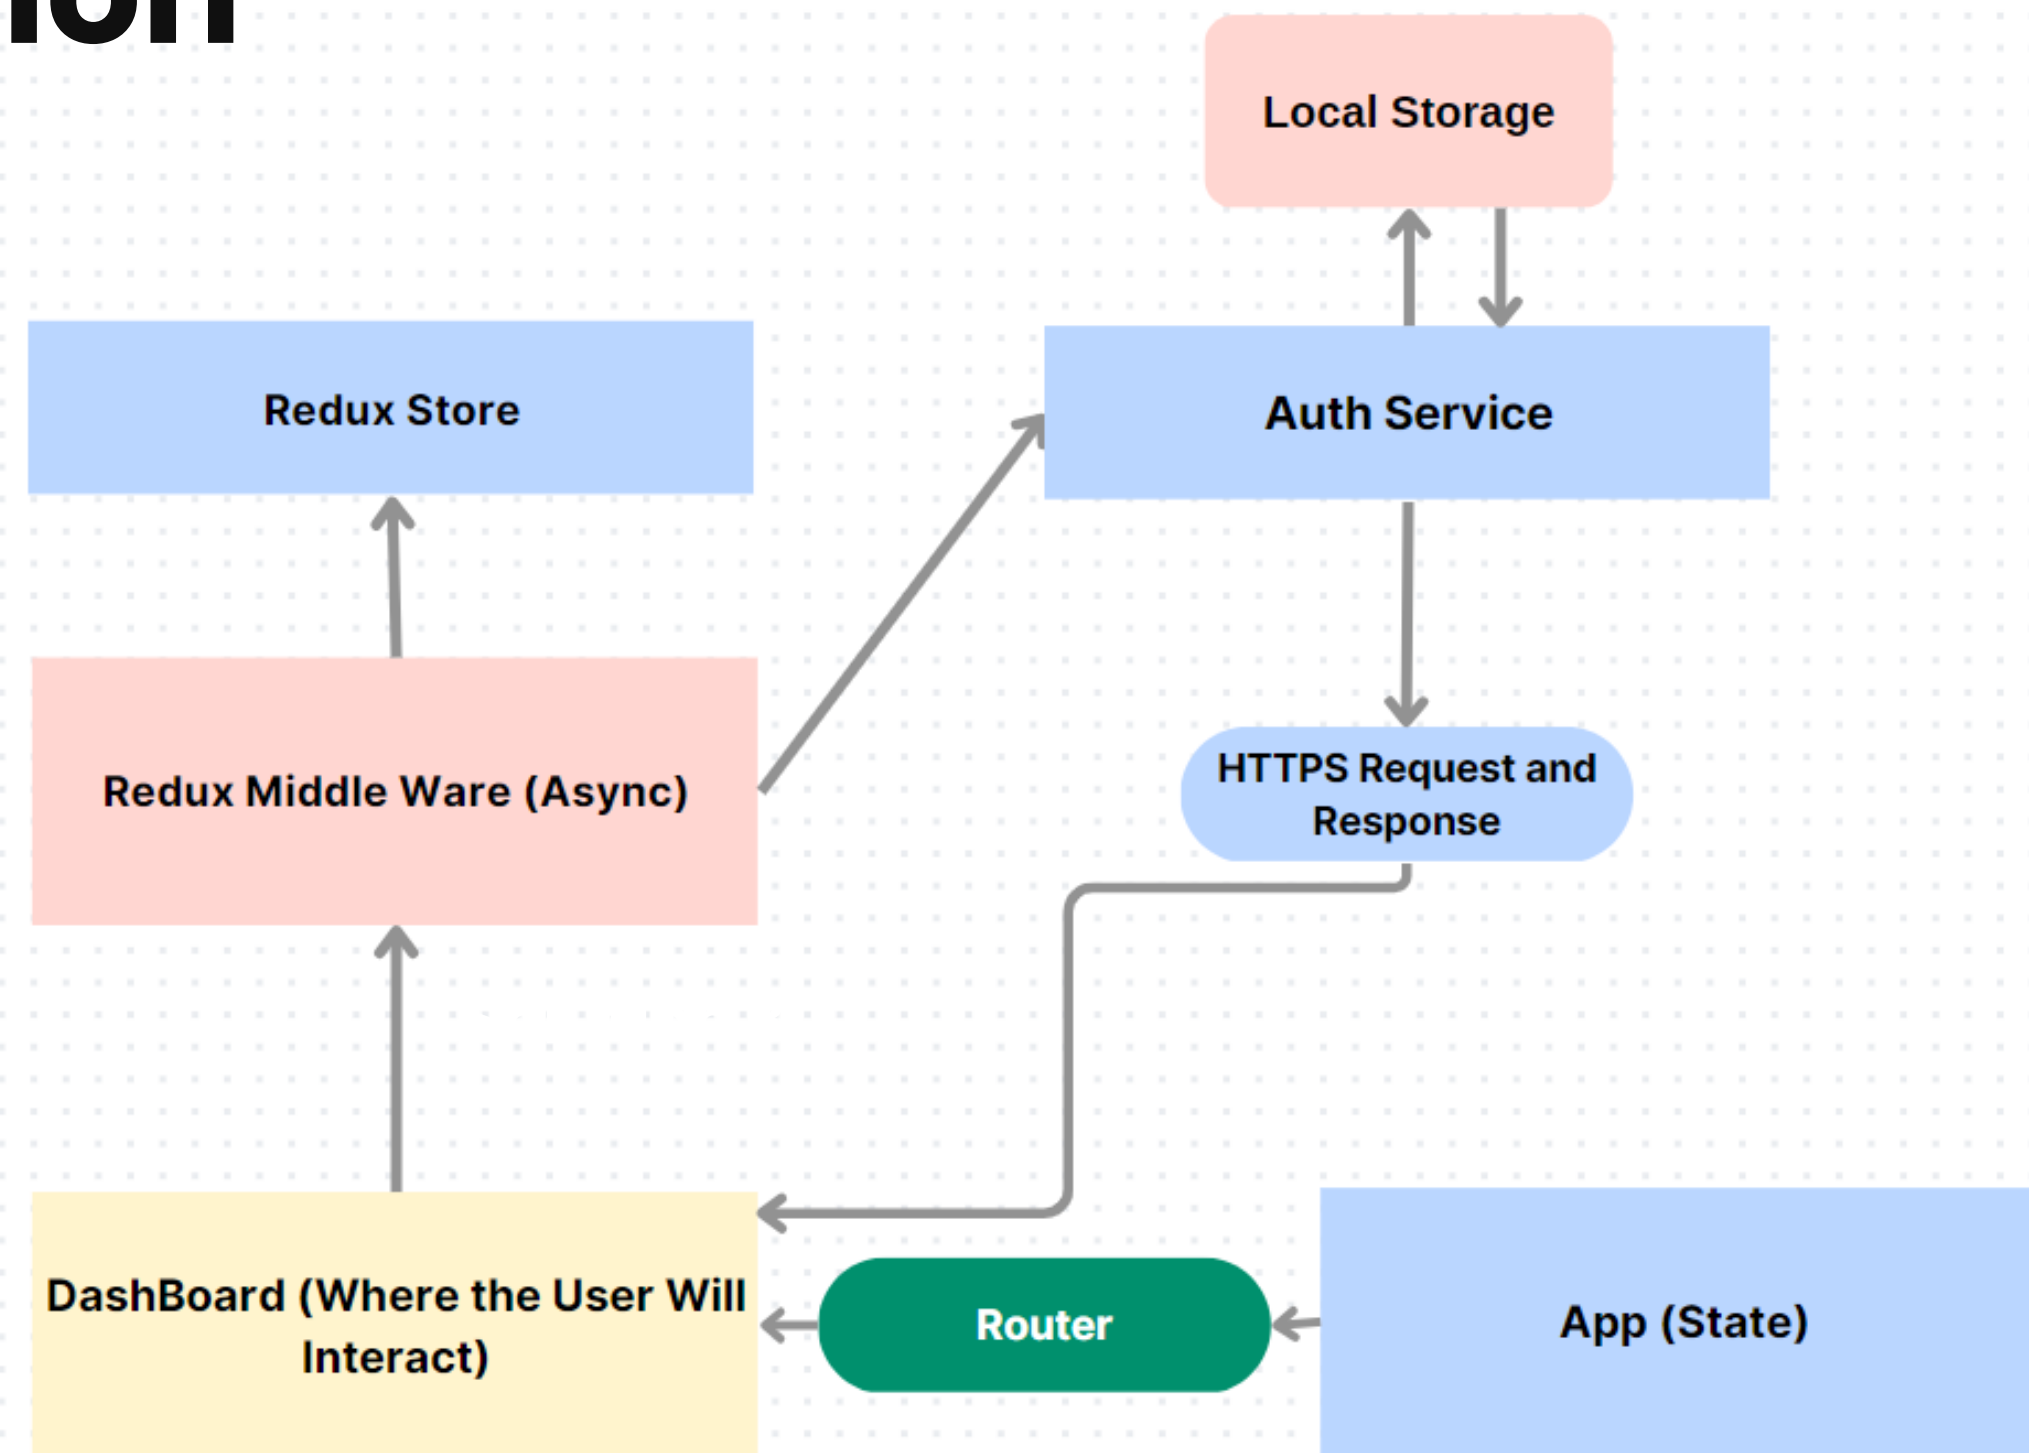 Local Storage
Redux Store
Auth Service
Redux Middle Ware (Async)
HTTPS Request and
Response
DashBoard (Where the User Will
Interact)
Router
App (State)